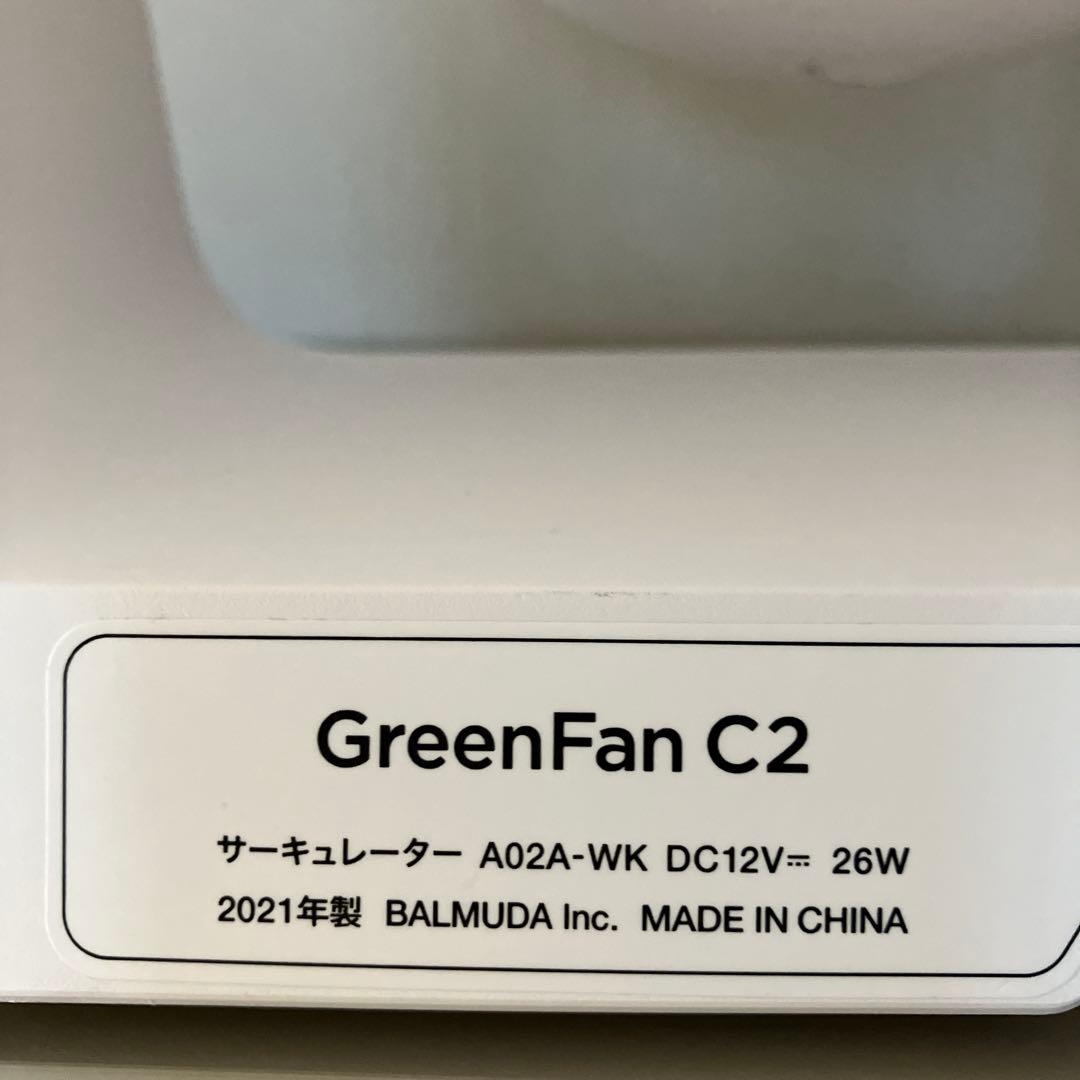 GreenFan C2
サーキュレーター A02A-WK DC12V⎓ 26W
2021年製 BALMUDA Inc. MADE IN CHINA